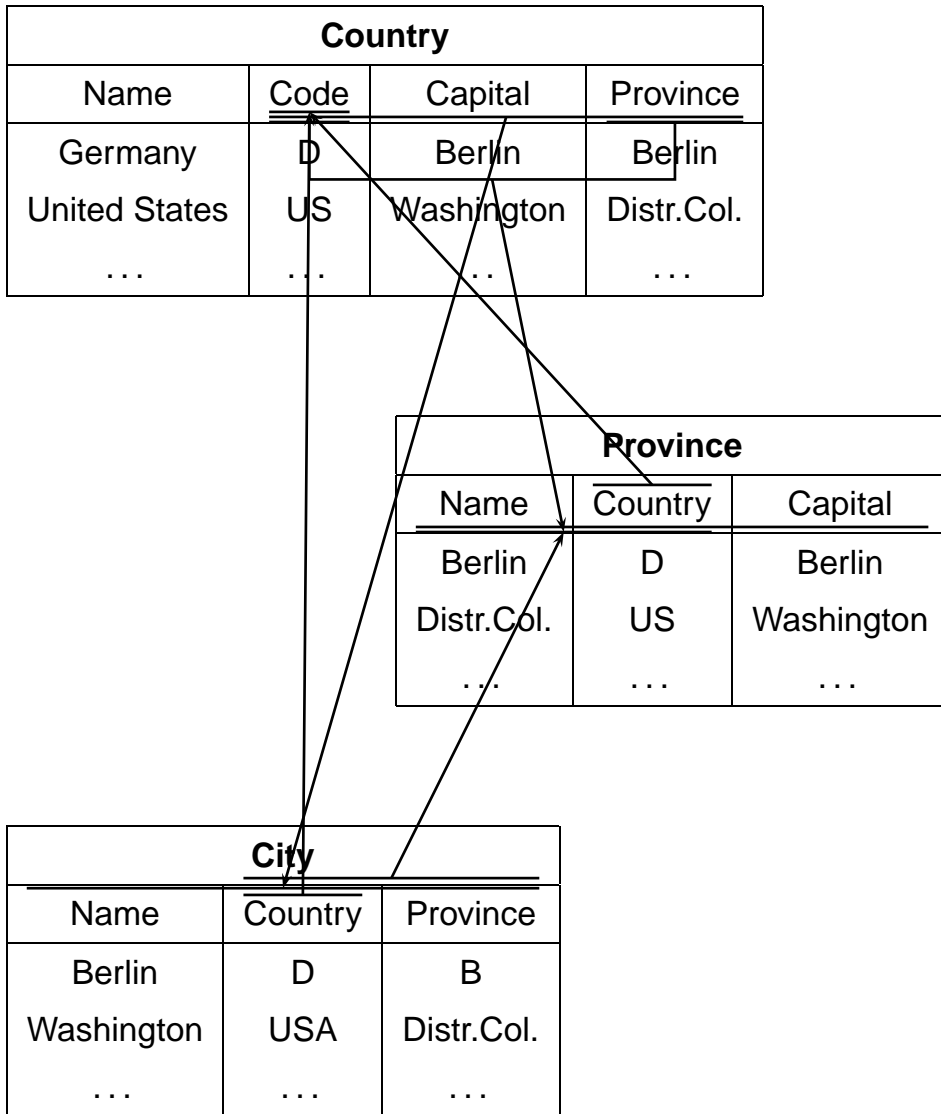 Country
Name Code Capital Province
Germany D Berlin Berlin
United States US Washington Distr.Col.
. . . . . . . . . . .
Province
Name Country Capital
Berlin D Berlin
Distr.Col. US Washington
. . . . . . . . .
City
Name Country Province
Berlin D B
Washington USA Distr.Col.
. . . . . . . . .